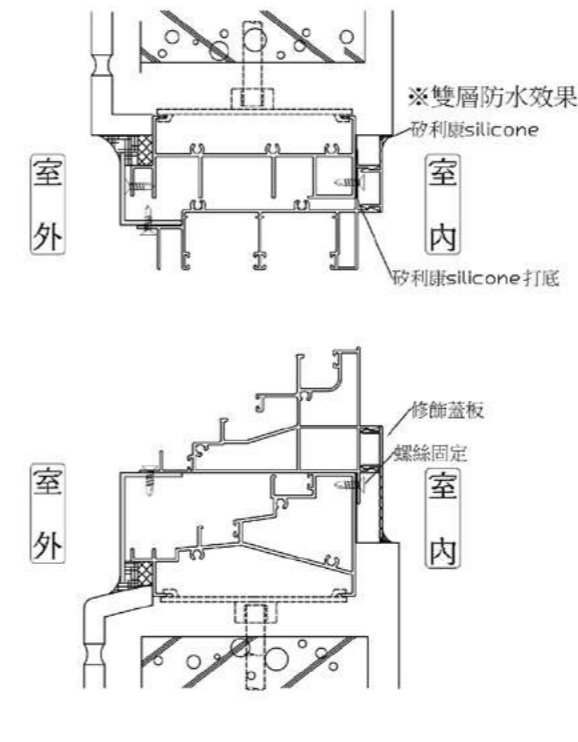 ※雙層防水效果
矽利康silicone
室外
室內
矽利康silicone打底
修飾蓋板
螺絲固定
室外
室內